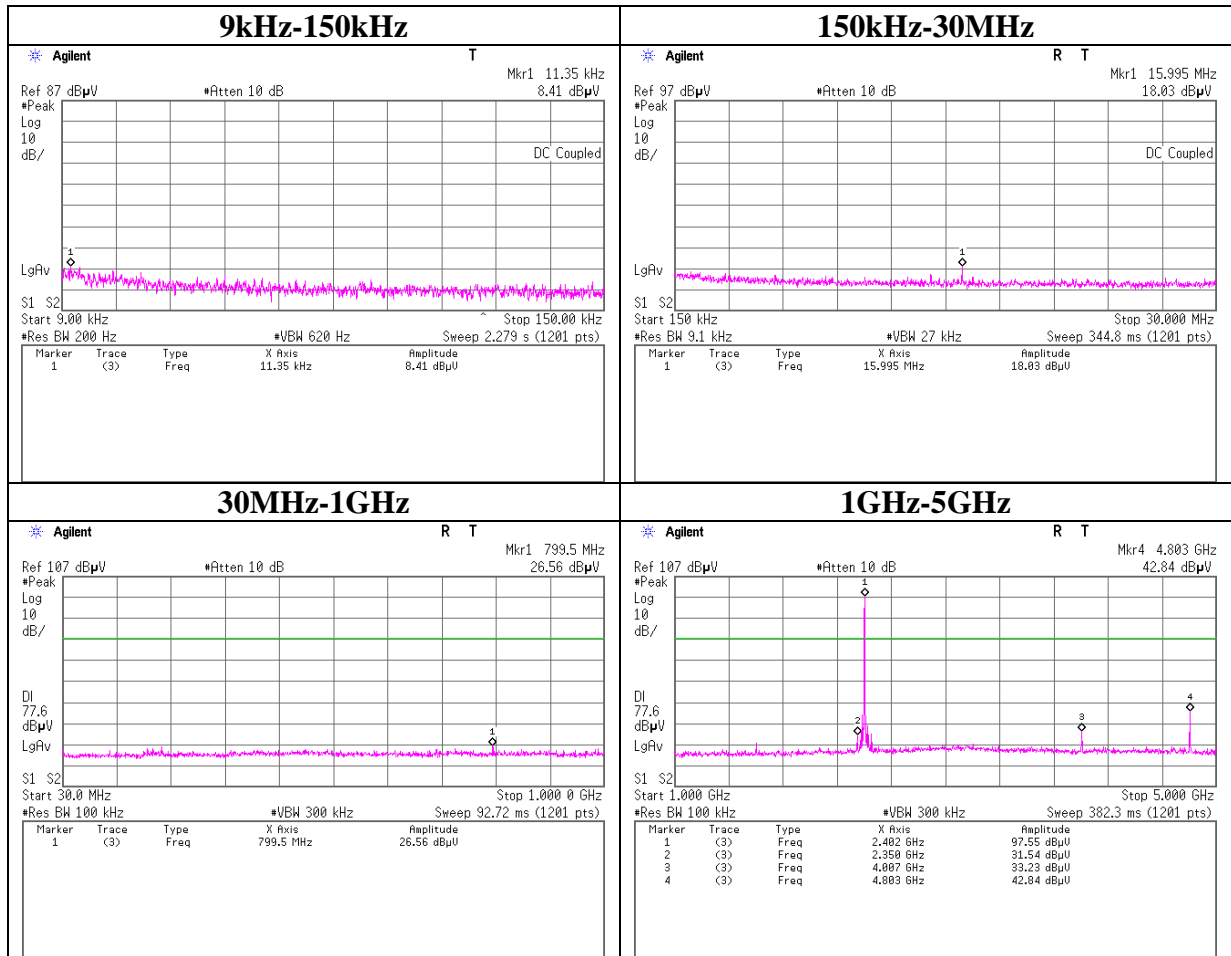 9kHz-150kHz
Agilent T
Mkr1 11.35 kHz
Ref 87 dBµV #Atten 10 dB 8.41 dBµV
#Peak
Log
10
dB/
DC Coupled
1
LgAv
S1 S2
Start 9.00 kHz ^ Stop 150.00 kHz
#Res BW 200 Hz #VBW 620 Hz Sweep 2.279 s (1201 pts)
Marker Trace Type X Axis Amplitude
1 (3) Freq 11.35 kHz 8.41 dBµV
150kHz-30MHz
Agilent R T
Mkr1 15.995 MHz
Ref 97 dBµV #Atten 10 dB 18.03 dBµV
#Peak
Log
10
dB/
DC Coupled
1
LgAv
S1 S2
Start 150 kHz Stop 30.000 MHz
#Res BW 9.1 kHz #VBW 27 kHz Sweep 344.8 ms (1201 pts)
Marker Trace Type X Axis Amplitude
1 (3) Freq 15.995 MHz 18.03 dBµV
30MHz-1GHz
Agilent R T
Mkr1 799.5 MHz
Ref 107 dBµV #Atten 10 dB 26.56 dBµV
#Peak
Log
10
dB/
DI
77.6
dBµV
1
LgAv
S1 S2
Start 30.0 MHz Stop 1.000 0 GHz
#Res BW 100 kHz #VBW 300 kHz Sweep 92.72 ms (1201 pts)
Marker Trace Type X Axis Amplitude
1 (3) Freq 799.5 MHz 26.56 dBµV
1GHz-5GHz
Agilent R T
Mkr4 4.803 GHz
Ref 107 dBµV #Atten 10 dB 42.84 dBµV
#Peak
1
Log
10
dB/
DI
4
77.6
2 3
dBµV
LgAv
S1 S2
Start 1.000 GHz Stop 5.000 GHz
#Res BW 100 kHz #VBW 300 kHz Sweep 382.3 ms (1201 pts)
Marker Trace Type X Axis Amplitude
1 (3) Freq 2.402 GHz 97.55 dBµV
2 (3) Freq 2.350 GHz 31.54 dBµV
3 (3) Freq 4.007 GHz 33.23 dBµV
4 (3) Freq 4.803 GHz 42.84 dBµV